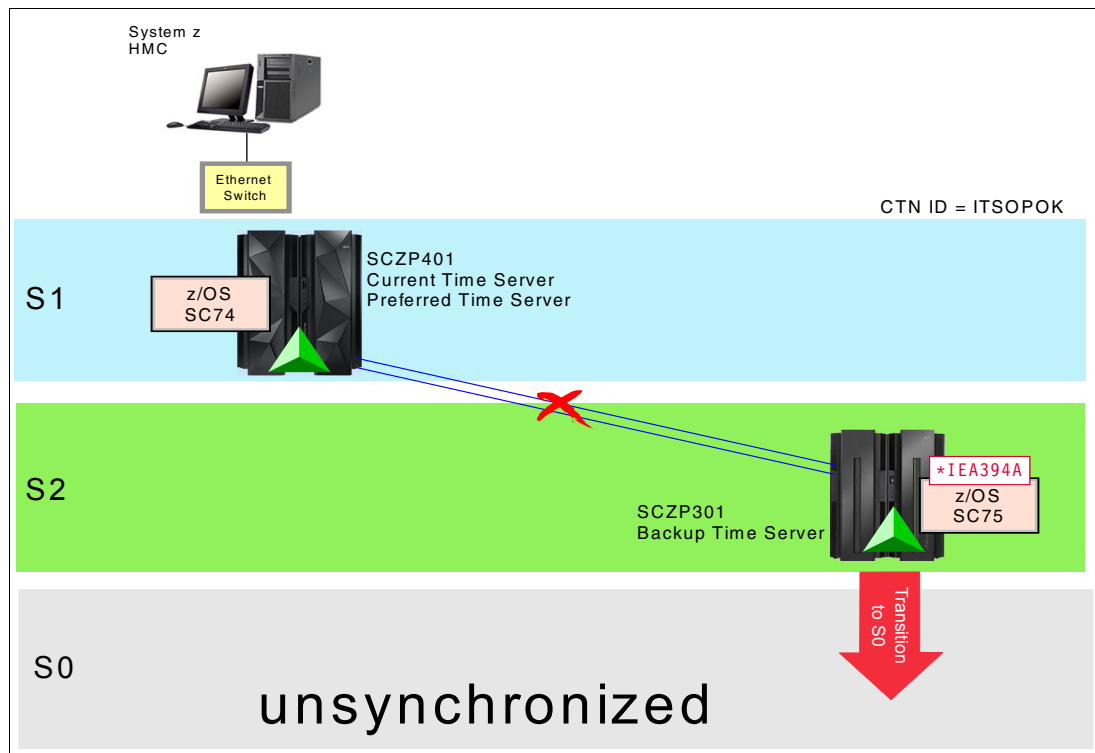 System z
HMC
Ethernet
Switch
CTN ID = ITSOPOK
S1
z/OS
SC74
SCZP401
Current Time Server
Preferred Time Server
S2
*IEA394A
z/OS
SC75
SCZP301
Backup Time Server
Transition
to S0
S0
unsynchronized